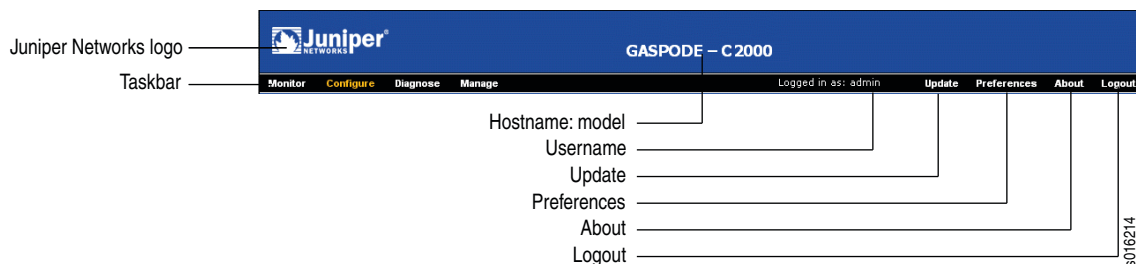 Juniper Networks logo
Juniper®
NETWORKS
GASPODE – C2000
Taskbar
Monitor Configure Diagnose Manage Logged in as: admin Update Preferences About Logout
Hostname: model
Username
Update
Preferences
About
Logout
s016214